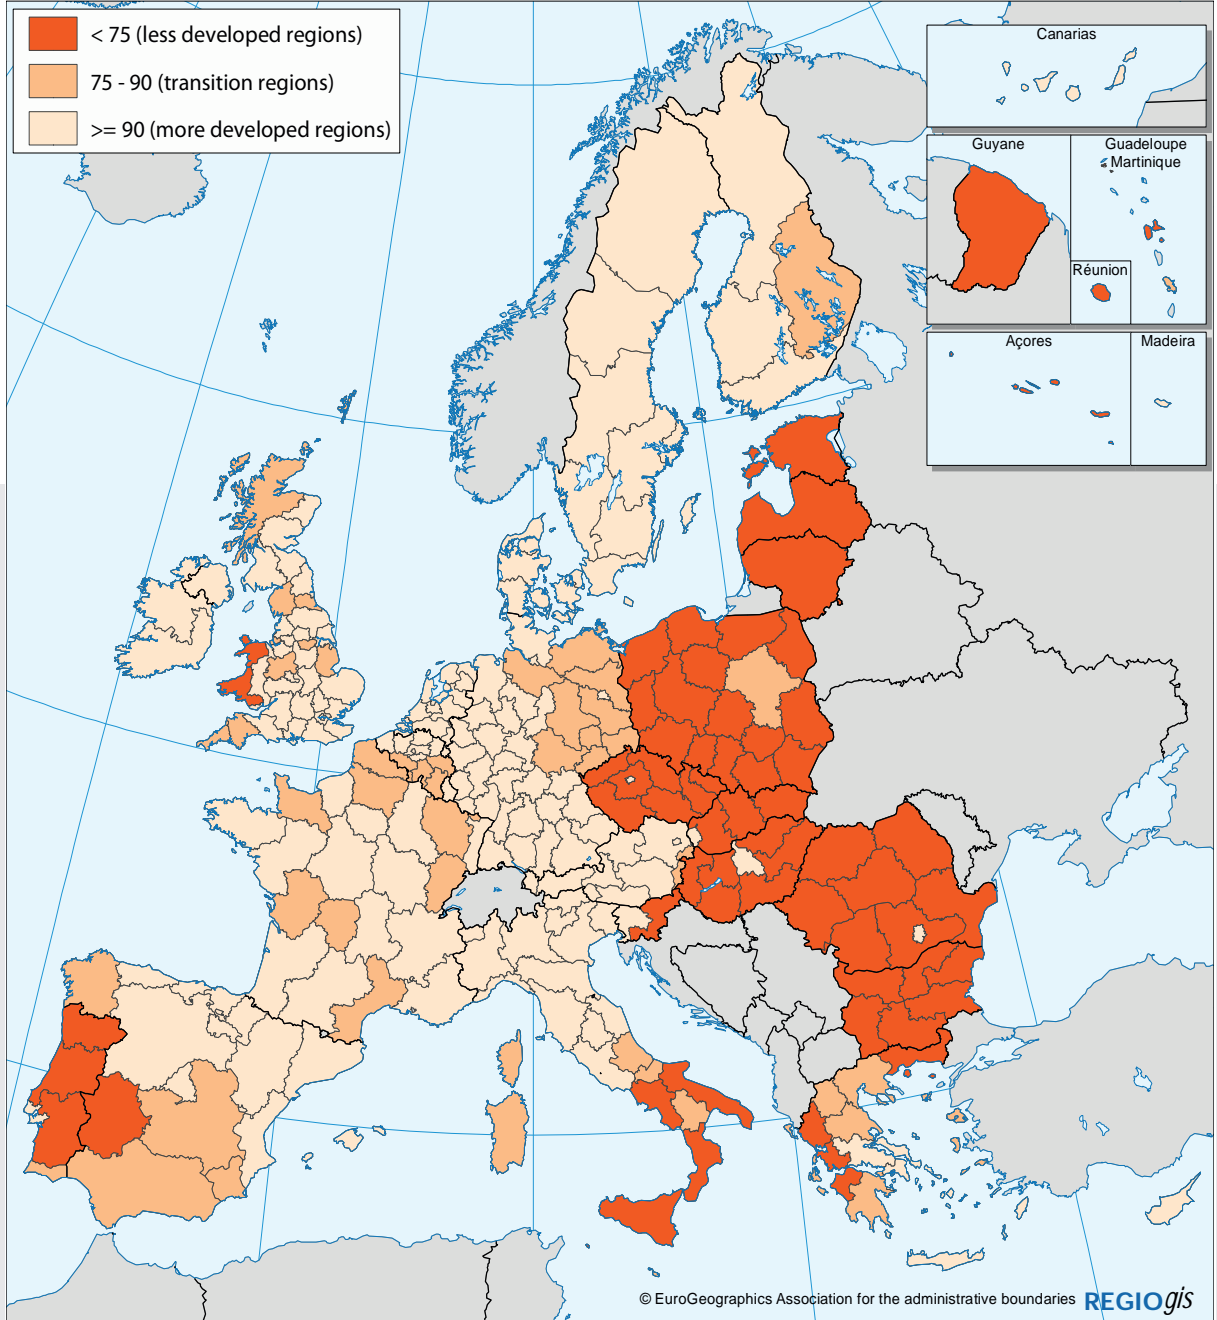 < 75 (less developed regions)
75 - 90 (transition regions)
>= 90 (more developed regions)
Canarias
Guyane
Guadeloupe
Martinique
Réunion
Açores
Madeira
© EuroGeographics Association for the administrative boundaries
REGIOgis